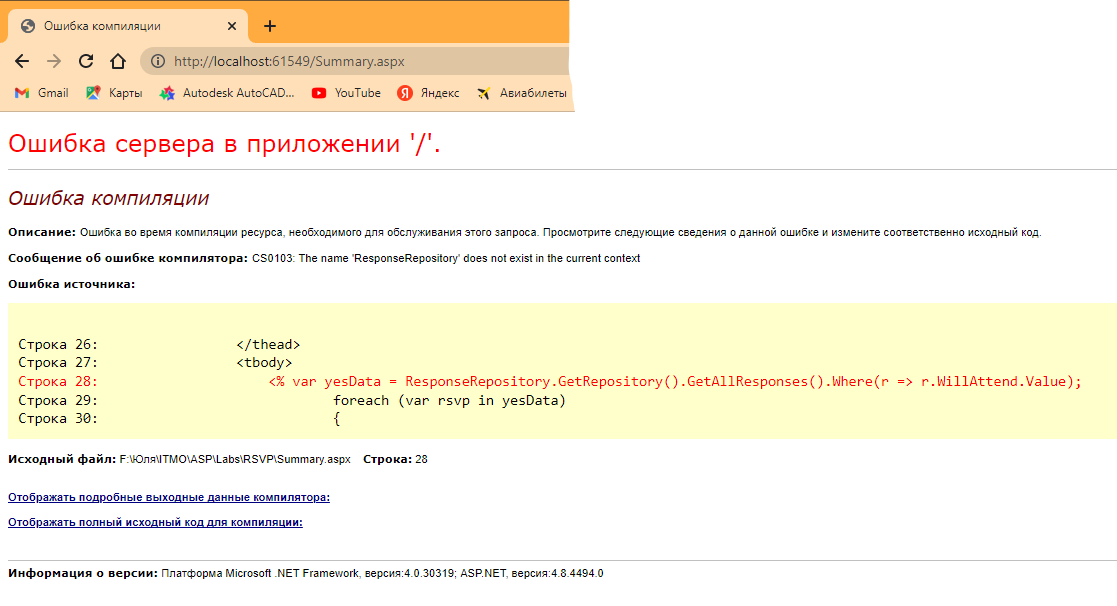 Ошибка компиляции
http://localhost:61549/Summary.aspx
Gmail Карты Autodesk AutoCAD... YouTube Яндекс Авиабилеты
Ошибка сервера в приложении '/'.
Ошибка компиляции
Описание: Ошибка во время компиляции ресурса, необходимого для обслуживания этого запроса. Просмотрите следующие сведения о данной ошибке и измените соответственно исходный код.
Сообщение об ошибке компилятора: CS0103: The name 'ResponseRepository' does not exist in the current context
Ошибка источника:
Строка 26: </thead>
Строка 27: <tbody>
Строка 28: <% var yesData = ResponseRepository.GetRepository().GetAllResponses().Where(r => r.WillAttend.Value);
Строка 29: foreach (var rsvp in yesData)
Строка 30: {
Исходный файл: F:\Юля\ITMO\ASP\Labs\RSVP\Summary.aspx Строка: 28
Отображать подробные выходные данные компилятора:
Отображать полный исходный код для компиляции:
Информация о версии: Платформа Microsoft .NET Framework, версия:4.0.30319; ASP.NET, версия:4.8.4494.0